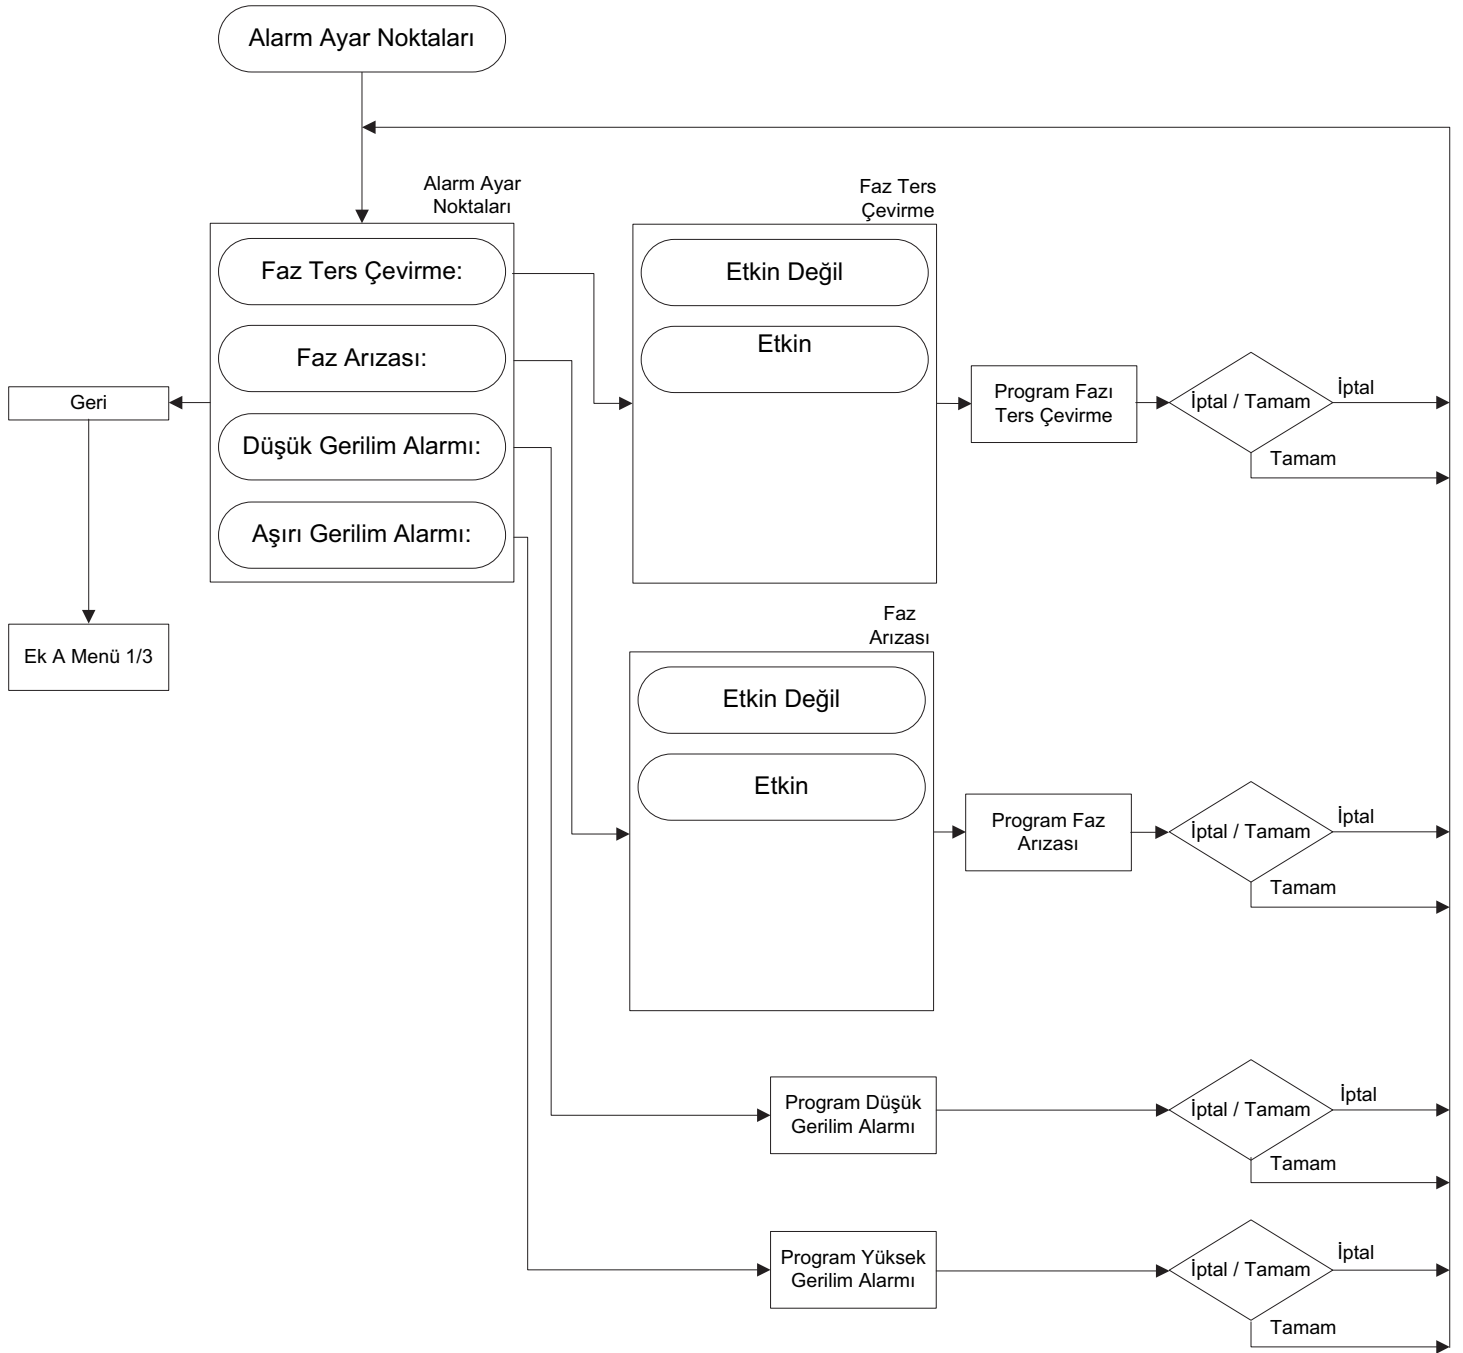 Alarm Ayar Noktaları
Alarm Ayar
Noktaları
Faz Ters Çevirme:
Faz Arızası:
Düşük Gerilim Alarmı:
Aşırı Gerilim Alarmı:
Geri
Ek A Menü 1/3
Faz Ters
Çevirme
Etkin Değil
Etkin
Program Fazı
Ters Çevirme
İptal / Tamam
İptal
Tamam
Faz
Arızası
Etkin Değil
Etkin
Program Faz
Arızası
İptal / Tamam
İptal
Tamam
Program Düşük
Gerilim Alarmı
İptal / Tamam
İptal
Tamam
Program Yüksek
Gerilim Alarmı
İptal / Tamam
İptal
Tamam